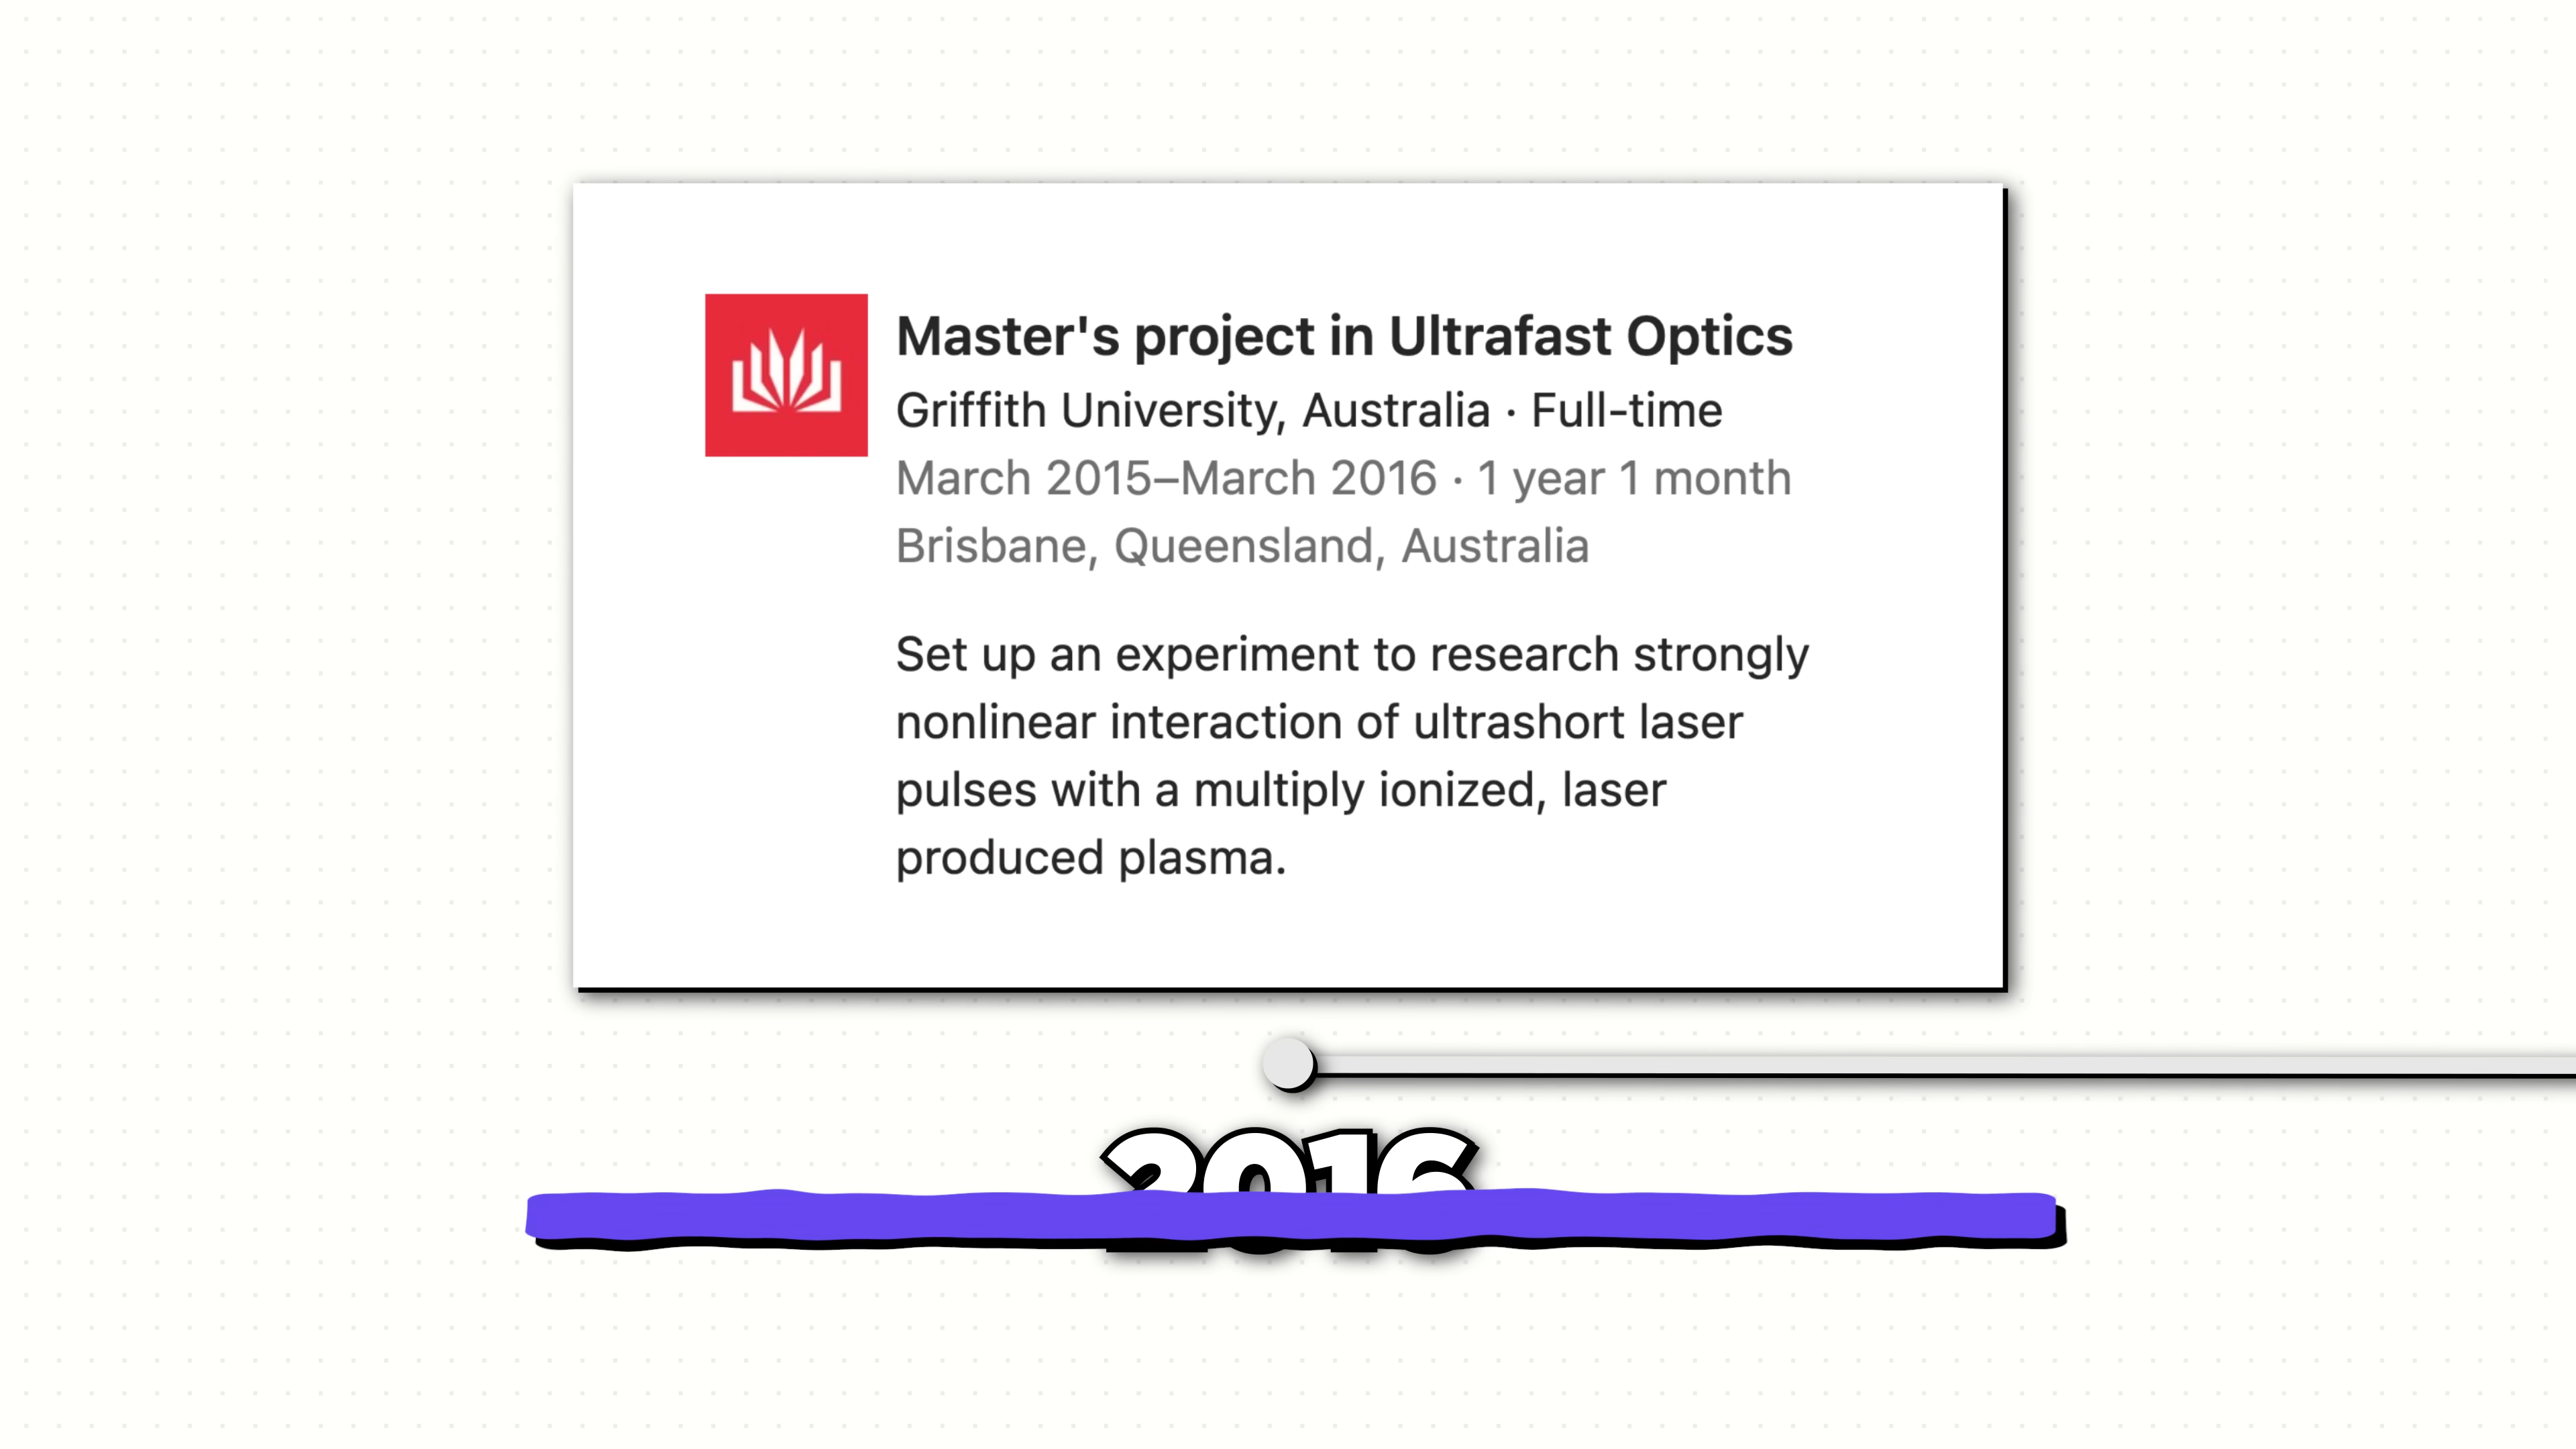 Master's project in Ultrafast Optics
Griffith University, Australia · Full-time
March 2015–March 2016 · 1 year 1 month
Brisbane, Queensland, Australia
Set up an experiment to research strongly
nonlinear interaction of ultrashort laser
pulses with a multiply ionized, laser
produced plasma.
2016